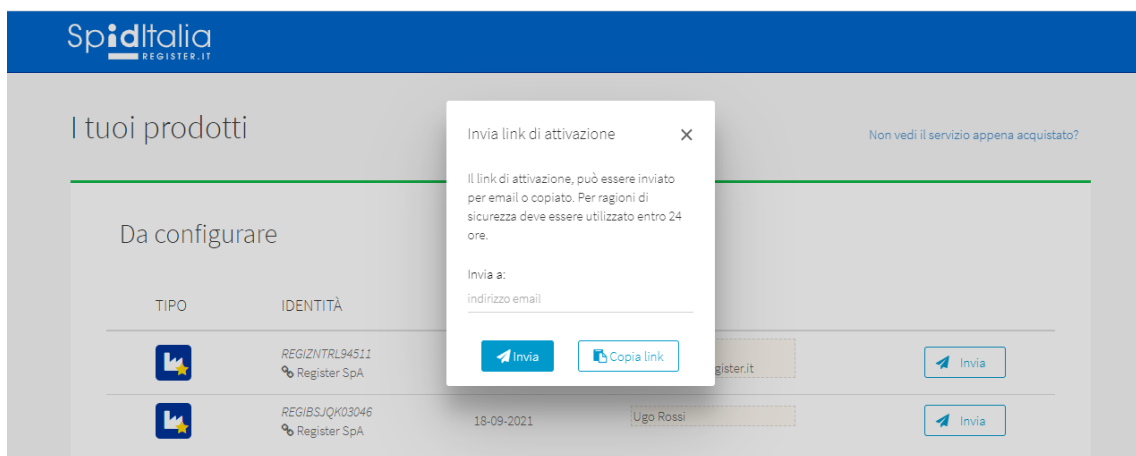 SpidItalia
REGISTER.IT
I tuoi prodotti
Non vedi il servizio appena acquistato?
Invia link di attivazione
Il link di attivazione, può essere inviato
per email o copiato. Per ragioni di
sicurezza deve essere utilizzato entro 24
ore.
Invia a:
indirizzo email
Invia
Copia link
Da configurare
TIPO
IDENTITÀ
REGIZNTRL94511
Register SpA
gister.it
Invia
REGIBSJQK03046
Register SpA
18-09-2021
Ugo Rossi
Invia